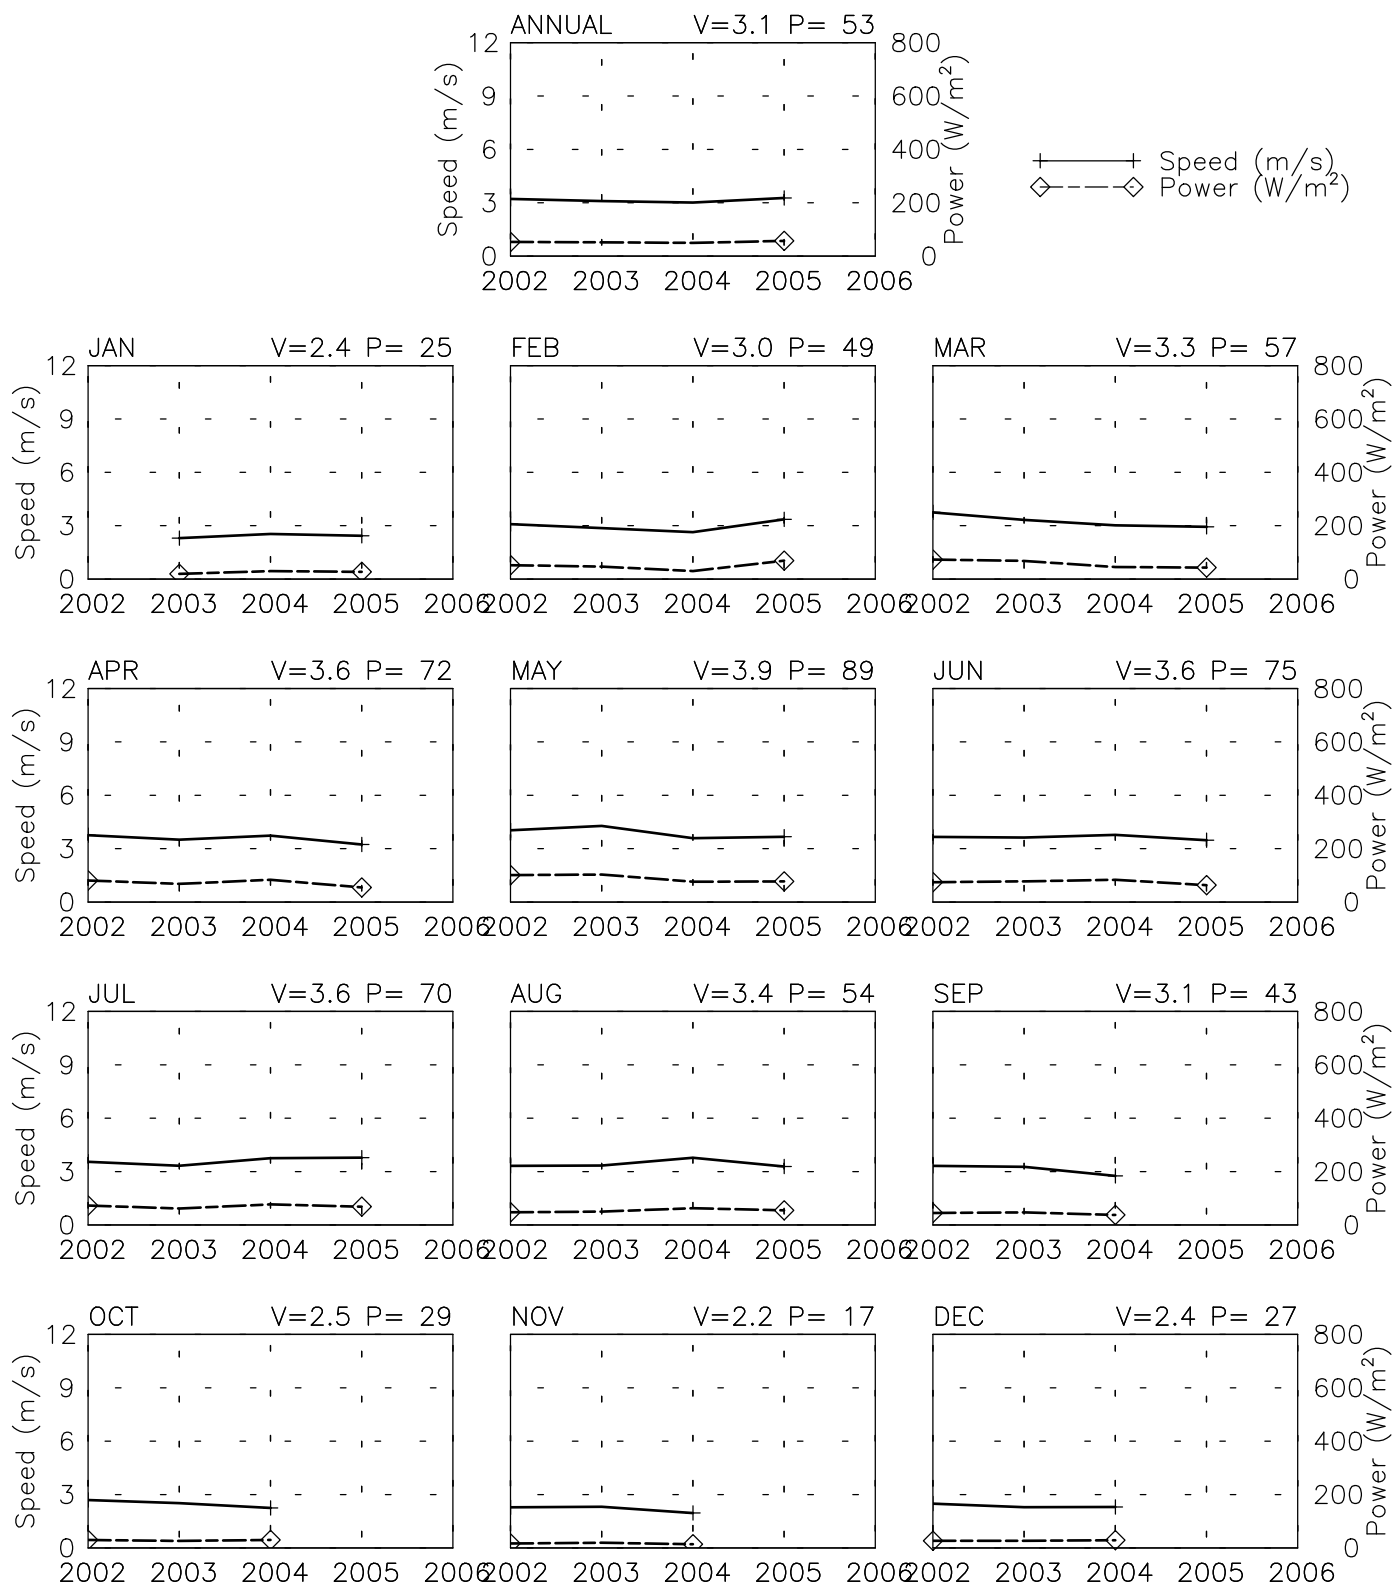 ANNUAL V=3.1 P= 53
12 800
9 600
6 400
3 200
0 0
Speed (m/s)
Power (W/m²)
2002 2003 2004 2005 2006
Speed (m/s)
Power (W/m²)
JAN V=2.4 P= 25 FEB V=3.0 P= 49 MAR V=3.3 P= 57
12 800
9 600
6 400
3 200
0 0
Speed (m/s)
Power (W/m²)
2002 2003 2004 2005 2006 2002 2003 2004 2005 2006 2002 2003 2004 2005 2006
APR V=3.6 P= 72 MAY V=3.9 P= 89 JUN V=3.6 P= 75
12 800
9 600
6 400
3 200
0 0
Speed (m/s)
Power (W/m²)
2002 2003 2004 2005 2006 2002 2003 2004 2005 2006 2002 2003 2004 2005 2006
JUL V=3.6 P= 70 AUG V=3.4 P= 54 SEP V=3.1 P= 43
12 800
9 600
6 400
3 200
0 0
Speed (m/s)
Power (W/m²)
2002 2003 2004 2005 2006 2002 2003 2004 2005 2006 2002 2003 2004 2005 2006
OCT V=2.5 P= 29 NOV V=2.2 P= 17 DEC V=2.4 P= 27
12 800
9 600
6 400
3 200
0 0
Speed (m/s)
Power (W/m²)
2002 2003 2004 2005 2006 2002 2003 2004 2005 2006 2002 2003 2004 2005 2006